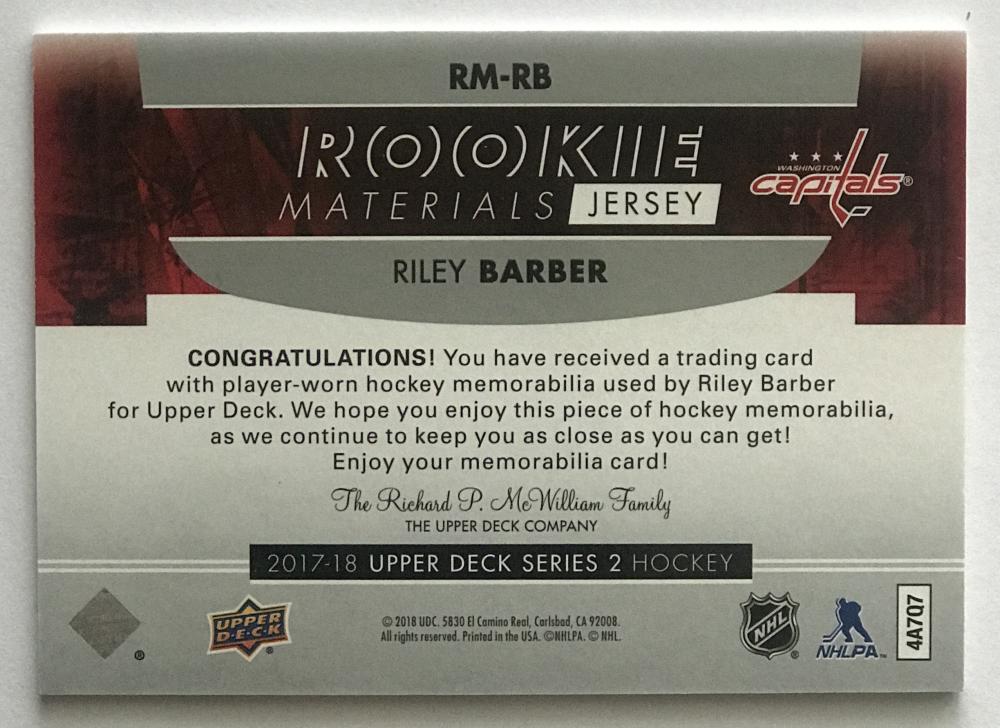 RM-RB
ROOKIE
MATERIALS JERSEY
WASHINGTON
capitals®
RILEY BARBER
CONGRATULATIONS! You have received a trading card
with player-worn hockey memorabilia used by Riley Barber
for Upper Deck. We hope you enjoy this piece of hockey memorabilia,
as we continue to keep you as close as you can get!
Enjoy your memorabilia card!
The Richard P. McWilliam Family
THE UPPER DECK COMPANY
2017-18 UPPER DECK SERIES 2 HOCKEY
®
UPPER
D·E·C·K
®
© 2018 UDC. 5830 El Camino Real, Carlsbad, CA 92008.
All rights reserved. Printed in the USA. ©NHLPA. © NHL.
NHL
®
NHLPA™
4A7Q7